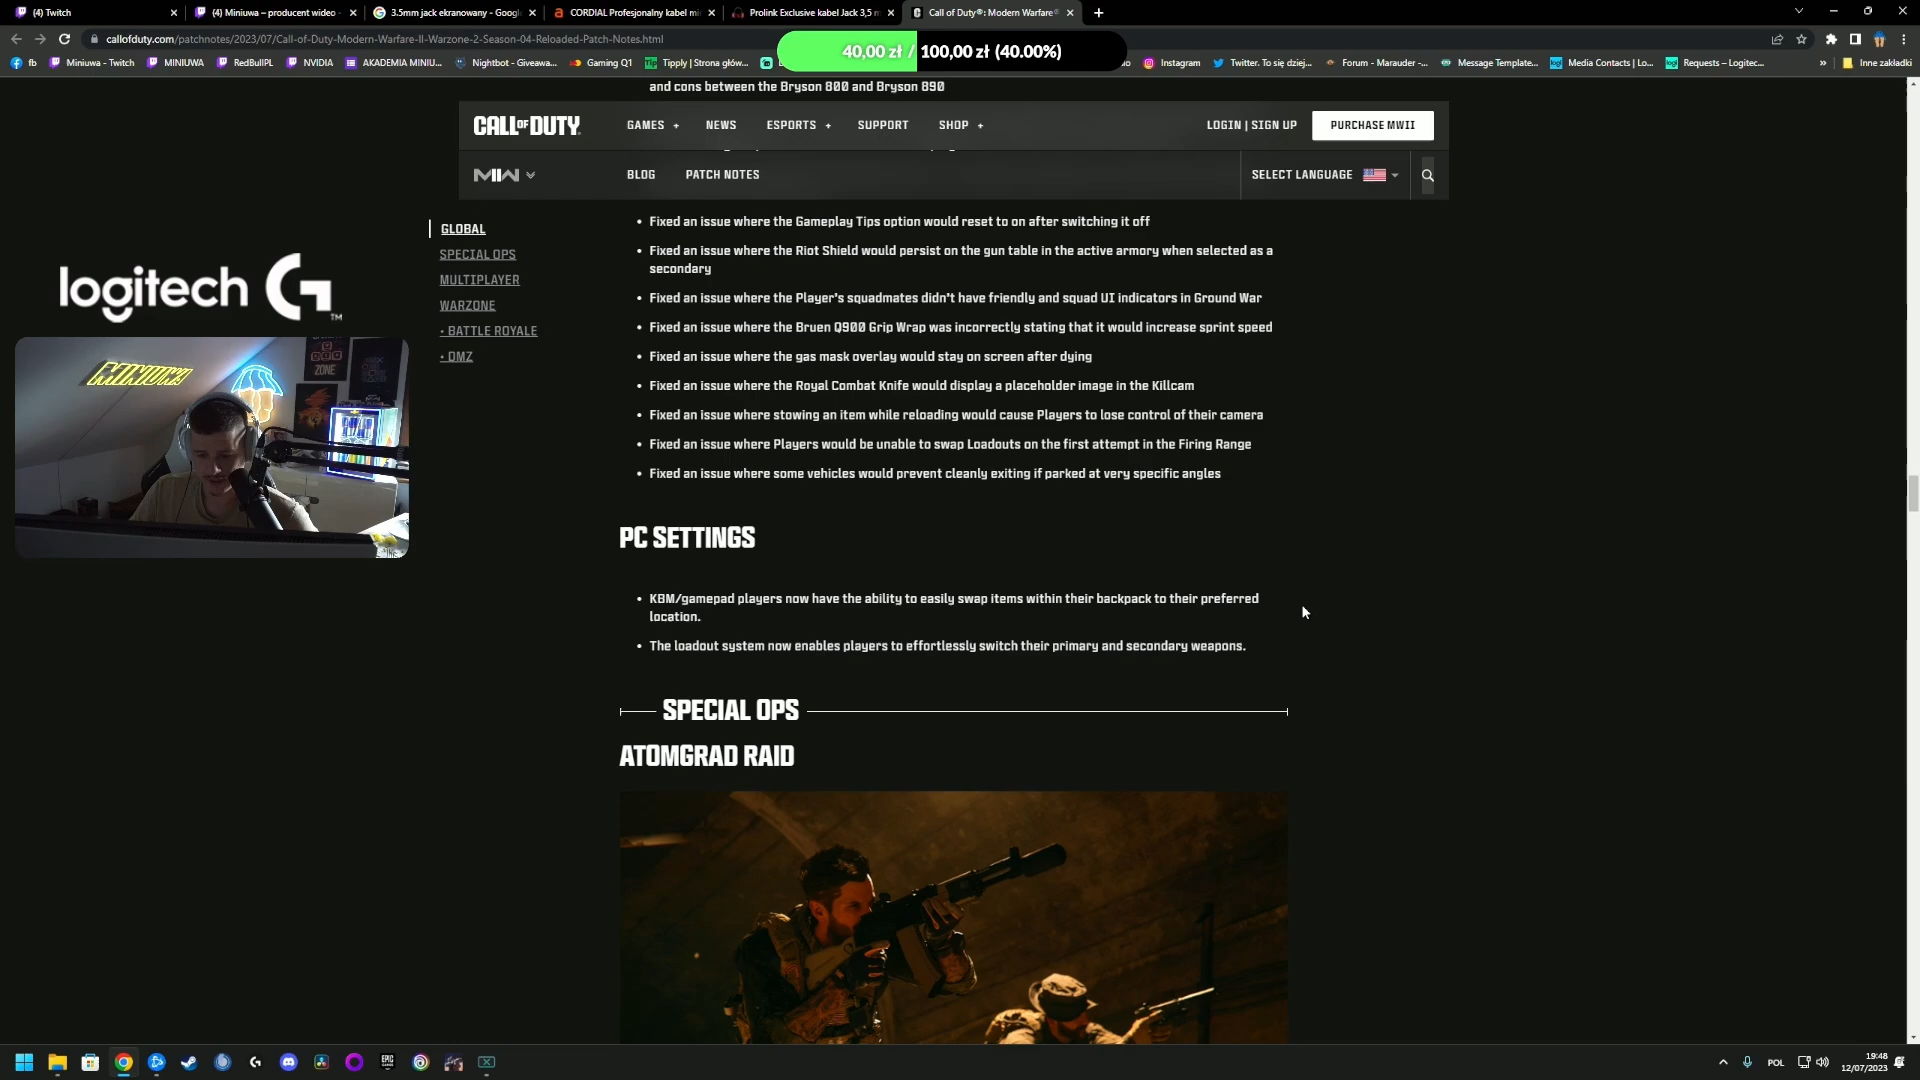 (4) Twitch
(4) Miniuwa – producent wideo -
3.5mm jack ekranowany - Googl
CORDIAL Profesjonalny kabel mi
Prolink Exclusive kabel Jack 3,5 m
Call of Duty®: Modern Warfare®
callofduty.com/patchnotes/2023/07/Call-of-Duty-Modern-Warfare-II-Warzone-2-Season-04-Reloaded-Patch-Notes.html
40,00 zł / 100,00 zł (40.00%)
fb
Miniuwa - Twitch
MINIUWA
RedBullPL
NVIDIA
AKADEMIA MINIU...
Nightbot - Giveawa...
Gaming Q1
Tipply | Strona głów...
Instagram
Twitter. To się dziej...
Forum - Marauder -...
Message Template...
Media Contacts | Lo...
Requests – Logitec...
»
Inne zakładki
and cons between the Bryson 800 and Bryson 890
CALL OF DUTY
GAMES +
NEWS
ESPORTS +
SUPPORT
SHOP +
LOGIN | SIGN UP
PURCHASE MWII
MWII
BLOG
PATCH NOTES
SELECT LANGUAGE
GLOBAL
SPECIAL OPS
MULTIPLAYER
WARZONE
• BATTLE ROYALE
• DMZ
logitech G
TM
MINIUWA
ZONE
• Fixed an issue where the Gameplay Tips option would reset to on after switching it off
• Fixed an issue where the Riot Shield would persist on the gun table in the active armory when selected as a
secondary
• Fixed an issue where the Player's squadmates didn't have friendly and squad UI indicators in Ground War
• Fixed an issue where the Bruen Q900 Grip Wrap was incorrectly stating that it would increase sprint speed
• Fixed an issue where the gas mask overlay would stay on screen after dying
• Fixed an issue where the Royal Combat Knife would display a placeholder image in the Killcam
• Fixed an issue where stowing an item while reloading would cause Players to lose control of their camera
• Fixed an issue where Players would be unable to swap Loadouts on the first attempt in the Firing Range
• Fixed an issue where some vehicles would prevent cleanly exiting if parked at very specific angles
PC SETTINGS
• KBM/gamepad players now have the ability to easily swap items within their backpack to their preferred
location.
• The loadout system now enables players to effortlessly switch their primary and secondary weapons.
SPECIAL OPS
ATOMGRAD RAID
POL
19:48
12/07/2023